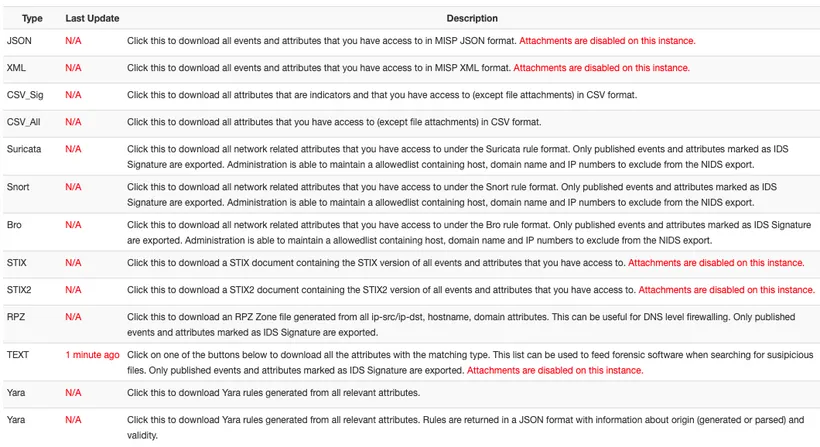 Type Last Update Description
JSON N/A Click this to download all events and attributes that you have access to in MISP JSON format. Attachments are disabled on this instance.
XML N/A Click this to download all events and attributes that you have access to in MISP XML format. Attachments are disabled on this instance.
CSV_Sig N/A Click this to download all attributes that are indicators and that you have access to (except file attachments) in CSV format.
CSV_All N/A Click this to download all attributes that you have access to (except file attachments) in CSV format.
Suricata N/A Click this to download all network related attributes that you have access to under the Suricata rule format. Only published events and attributes marked as IDS
Signature are exported. Administration is able to maintain a allowedlist containing host, domain name and IP numbers to exclude from the NIDS export.
Snort N/A Click this to download all network related attributes that you have access to under the Snort rule format. Only published events and attributes marked as IDS
Signature are exported. Administration is able to maintain a allowedlist containing host, domain name and IP numbers to exclude from the NIDS export.
Bro N/A Click this to download all network related attributes that you have access to under the Bro rule format. Only published events and attributes marked as IDS Signature
are exported. Administration is able to maintain a allowedlist containing host, domain name and IP numbers to exclude from the NIDS export.
STIX N/A Click this to download a STIX document containing the STIX version of all events and attributes that you have access to. Attachments are disabled on this instance.
STIX2 N/A Click this to download a STIX2 document containing the STIX2 version of all events and attributes that you have access to. Attachments are disabled on this instance.
RPZ N/A Click this to download an RPZ Zone file generated from all ip-src/ip-dst, hostname, domain attributes. This can be useful for DNS level firewalling. Only published
events and attributes marked as IDS Signature are exported.
TEXT 1 minute ago Click on one of the buttons below to download all the attributes with the matching type. This list can be used to feed forensic software when searching for suspicious
files. Only published events and attributes marked as IDS Signature are exported. Attachments are disabled on this instance.
Yara N/A Click this to download Yara rules generated from all relevant attributes.
Yara N/A Click this to download Yara rules generated from all relevant attributes. Rules are returned in a JSON format with information about origin (generated or parsed) and
validity.